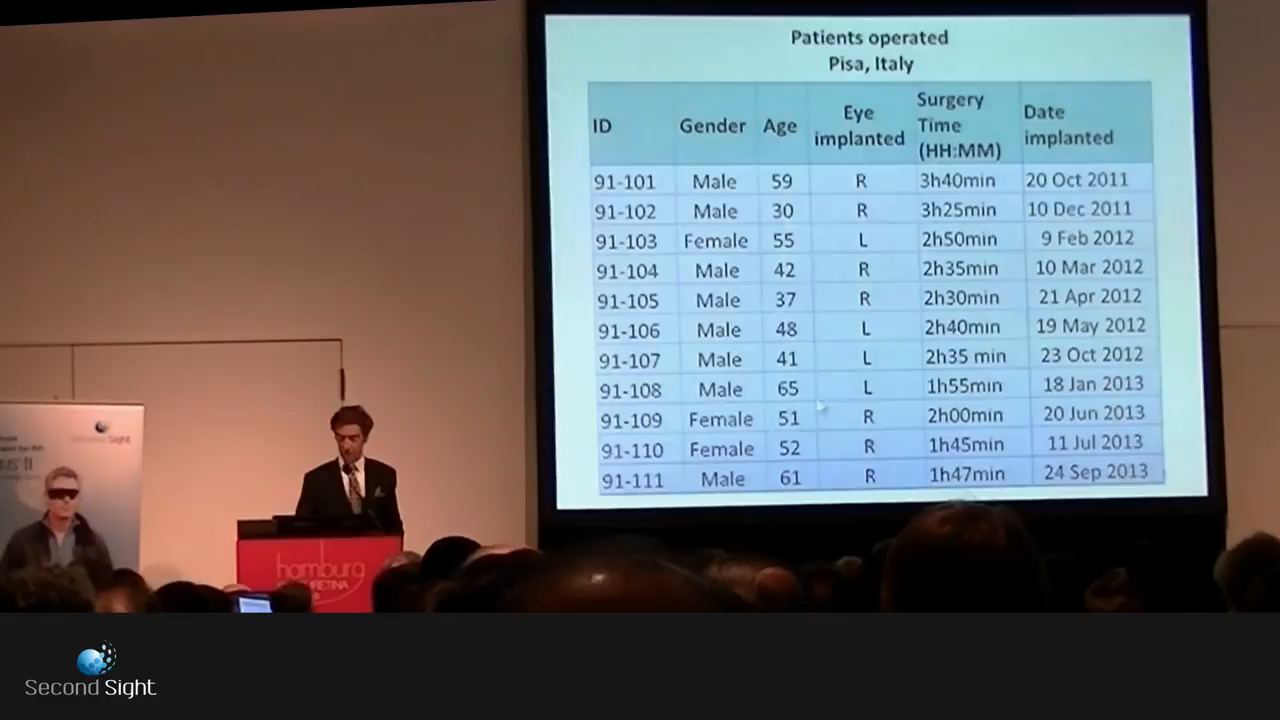 Patients operated
Pisa, Italy
ID Gender Age Eye implanted Surgery Time (HH:MM) Date implanted
91-101 Male 59 R 3h40min 20 Oct 2011
91-102 Male 30 R 3h25min 10 Dec 2011
91-103 Female 55 L 2h50min 9 Feb 2012
91-104 Male 42 R 2h35min 10 Mar 2012
91-105 Male 37 R 2h30min 21 Apr 2012
91-106 Male 48 L 2h40min 19 May 2012
91-107 Male 41 L 2h35 min 23 Oct 2012
91-108 Male 65 L 1h55min 18 Jan 2013
91-109 Female 51 R 2h00min 20 Jun 2013
91-110 Female 52 R 1h45min 11 Jul 2013
91-111 Male 61 R 1h47min 24 Sep 2013
Second Sight
hamburg
RETINA
Second Sight